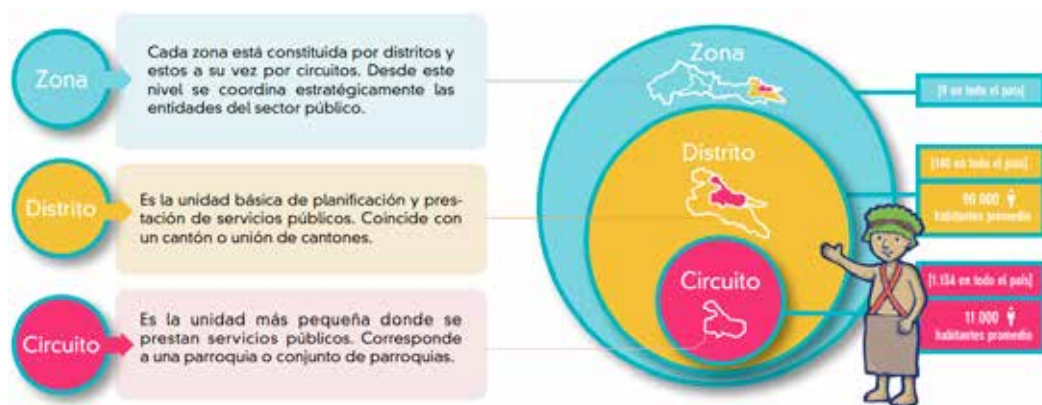 Zona
Cada zona está constituida por distritos y
estos a su vez por circuitos. Desde este
nivel se coordina estratégicamente las
entidades del sector público.
Distrito
Es la unidad básica de planificación y pres-
tación de servicios públicos. Coincide con
un cantón o unión de cantones.
Circuito
Es la unidad más pequeña donde se
prestan servicios públicos. Corresponde
a una parroquia o conjunto de parroquias.
Zona
Distrito
Circuito
[9 en todo el país]
[140 en todo el país]
90 000
habitantes promedio
[1.134 en todo el país]
11 000
habitantes promedio